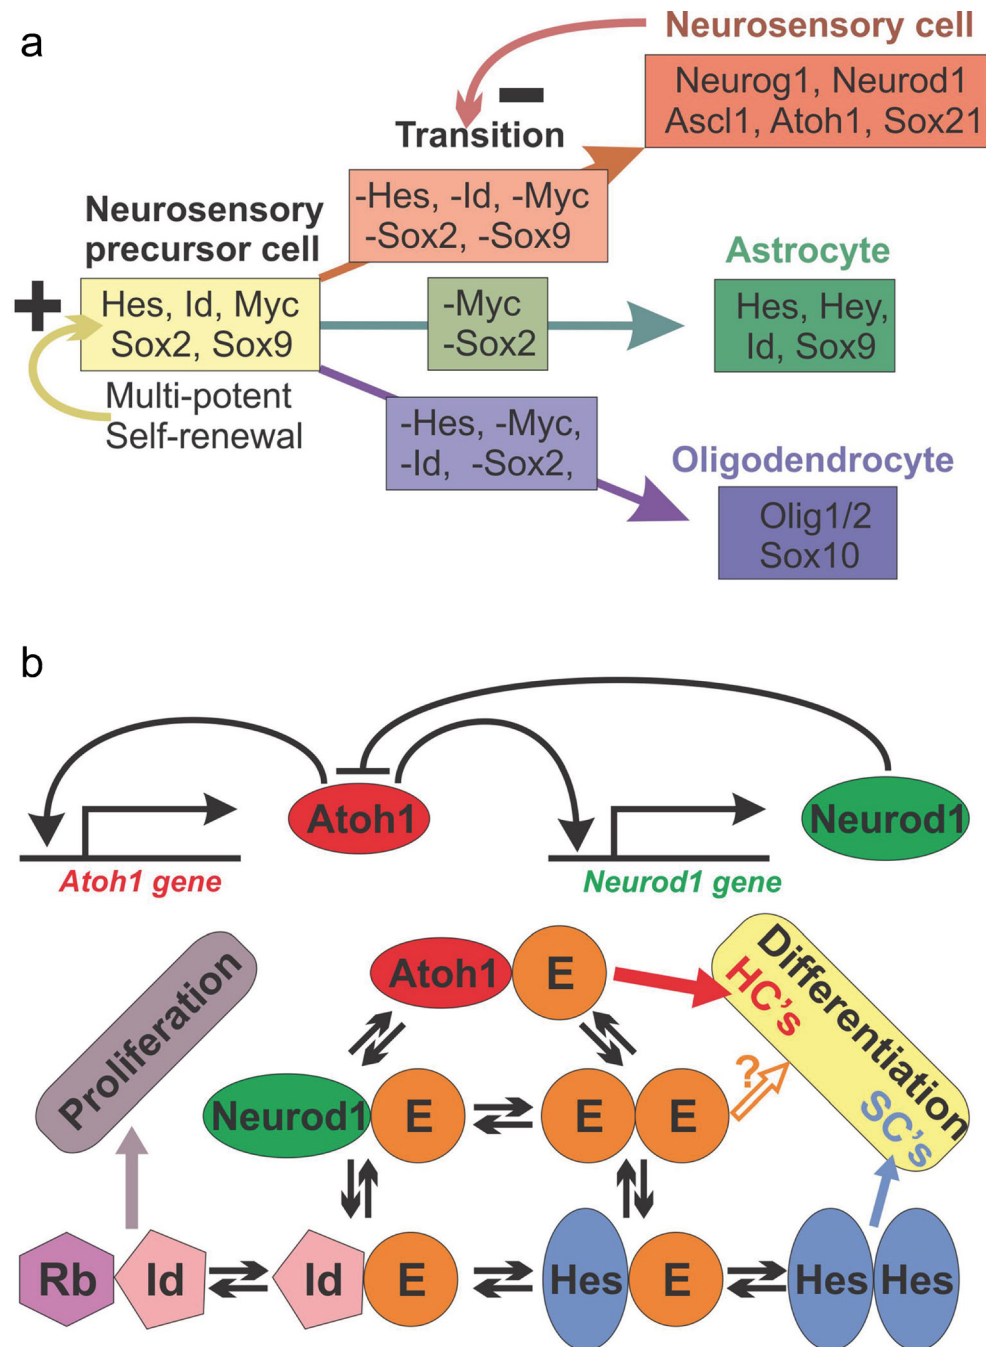 a
Neurosensory cell
Neurog1, Neurod1
Ascl1, Atoh1, Sox21
−
Transition
-Hes, -Id, -Myc
-Sox2, -Sox9
Neurosensory
precursor cell
+
Hes, Id, Myc
Sox2, Sox9
Multi-potent
Self-renewal
-Myc
-Sox2
Astrocyte
Hes, Hey,
Id, Sox9
-Hes, -Myc,
-Id, -Sox2,
Oligodendrocyte
Olig1/2
Sox10
b
Atoh1
Neurod1
Atoh1 gene
Neurod1 gene
Proliferation
Atoh1 E
Differentiation
HC's
SC's
Neurod1 E
E E
?
Rb Id
Id E
Hes E
Hes Hes